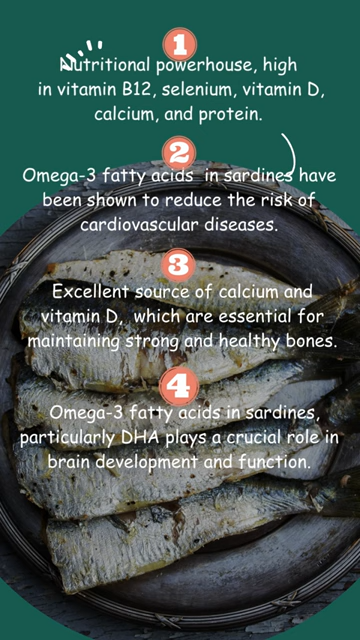 1
Nutritional powerhouse, high
in vitamin B12, selenium, vitamin D,
calcium, and protein.
2
Omega-3 fatty acids in sardines have
been shown to reduce the risk of
cardiovascular diseases.
3
Excellent source of calcium and
vitamin D, which are essential for
maintaining strong and healthy bones.
4
Omega-3 fatty acids in sardines,
particularly DHA plays a crucial role in
brain development and function.